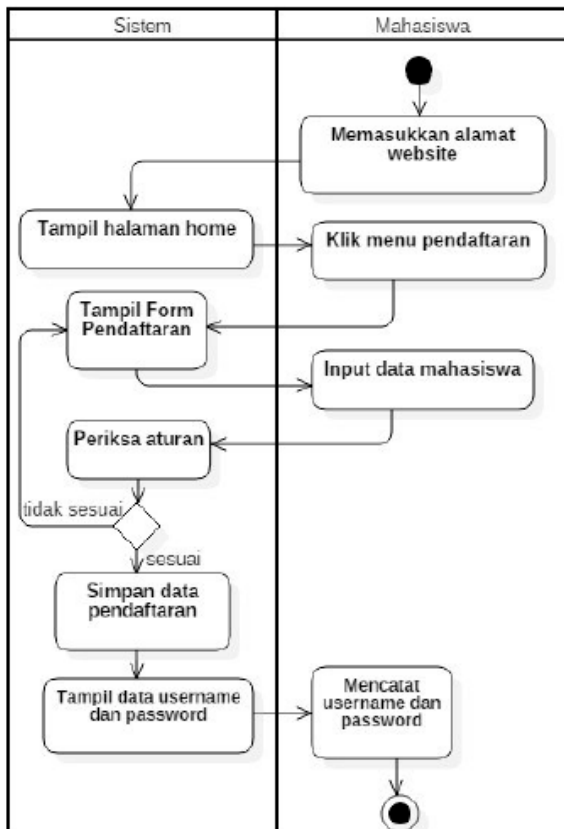 Sistem
Mahasiswa
Memasukkan alamat
website
Tampil halaman home
Klik menu pendaftaran
Tampil Form
Pendaftaran
Input data mahasiswa
Periksa aturan
tidak sesuai
sesuai
Simpan data
pendaftaran
Tampil data username
dan password
Mencatat
username dan
password